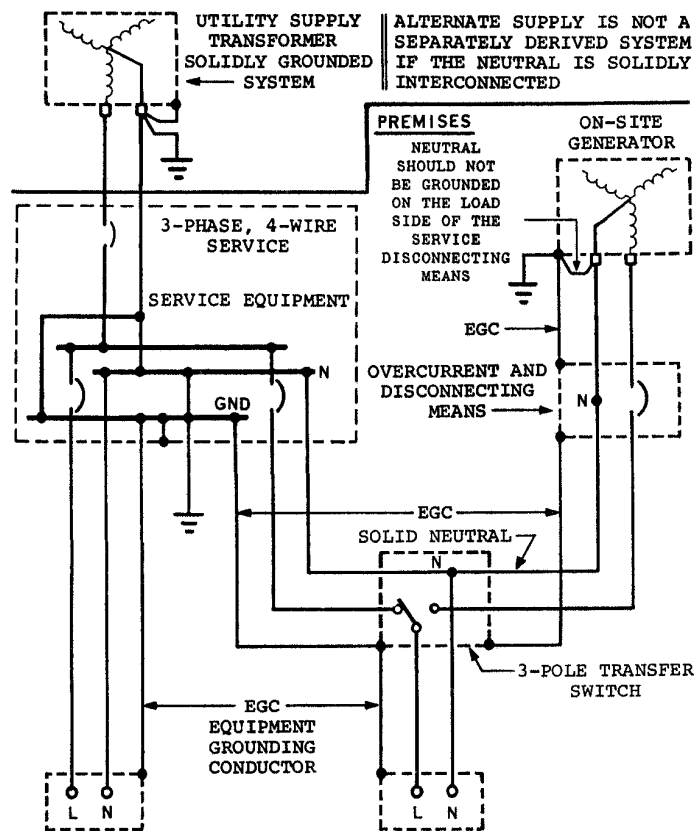 UTILITY SUPPLY
TRANSFORMER
SOLIDLY GROUNDED
SYSTEM
ALTERNATE SUPPLY IS NOT A
SEPARATELY DERIVED SYSTEM
IF THE NEUTRAL IS SOLIDLY
INTERCONNECTED
PREMISES
ON-SITE
GENERATOR
NEUTRAL
SHOULD NOT
BE GROUNDED
ON THE LOAD
SIDE OF THE
SERVICE
DISCONNECTING
MEANS
3-PHASE, 4-WIRE
SERVICE
SERVICE EQUIPMENT
EGC
N
OVERCURRENT AND
DISCONNECTING
MEANS
N
GND
EGC
SOLID NEUTRAL
N
3-POLE TRANSFER
SWITCH
EGC
EQUIPMENT
GROUNDING
CONDUCTOR
L N
L N